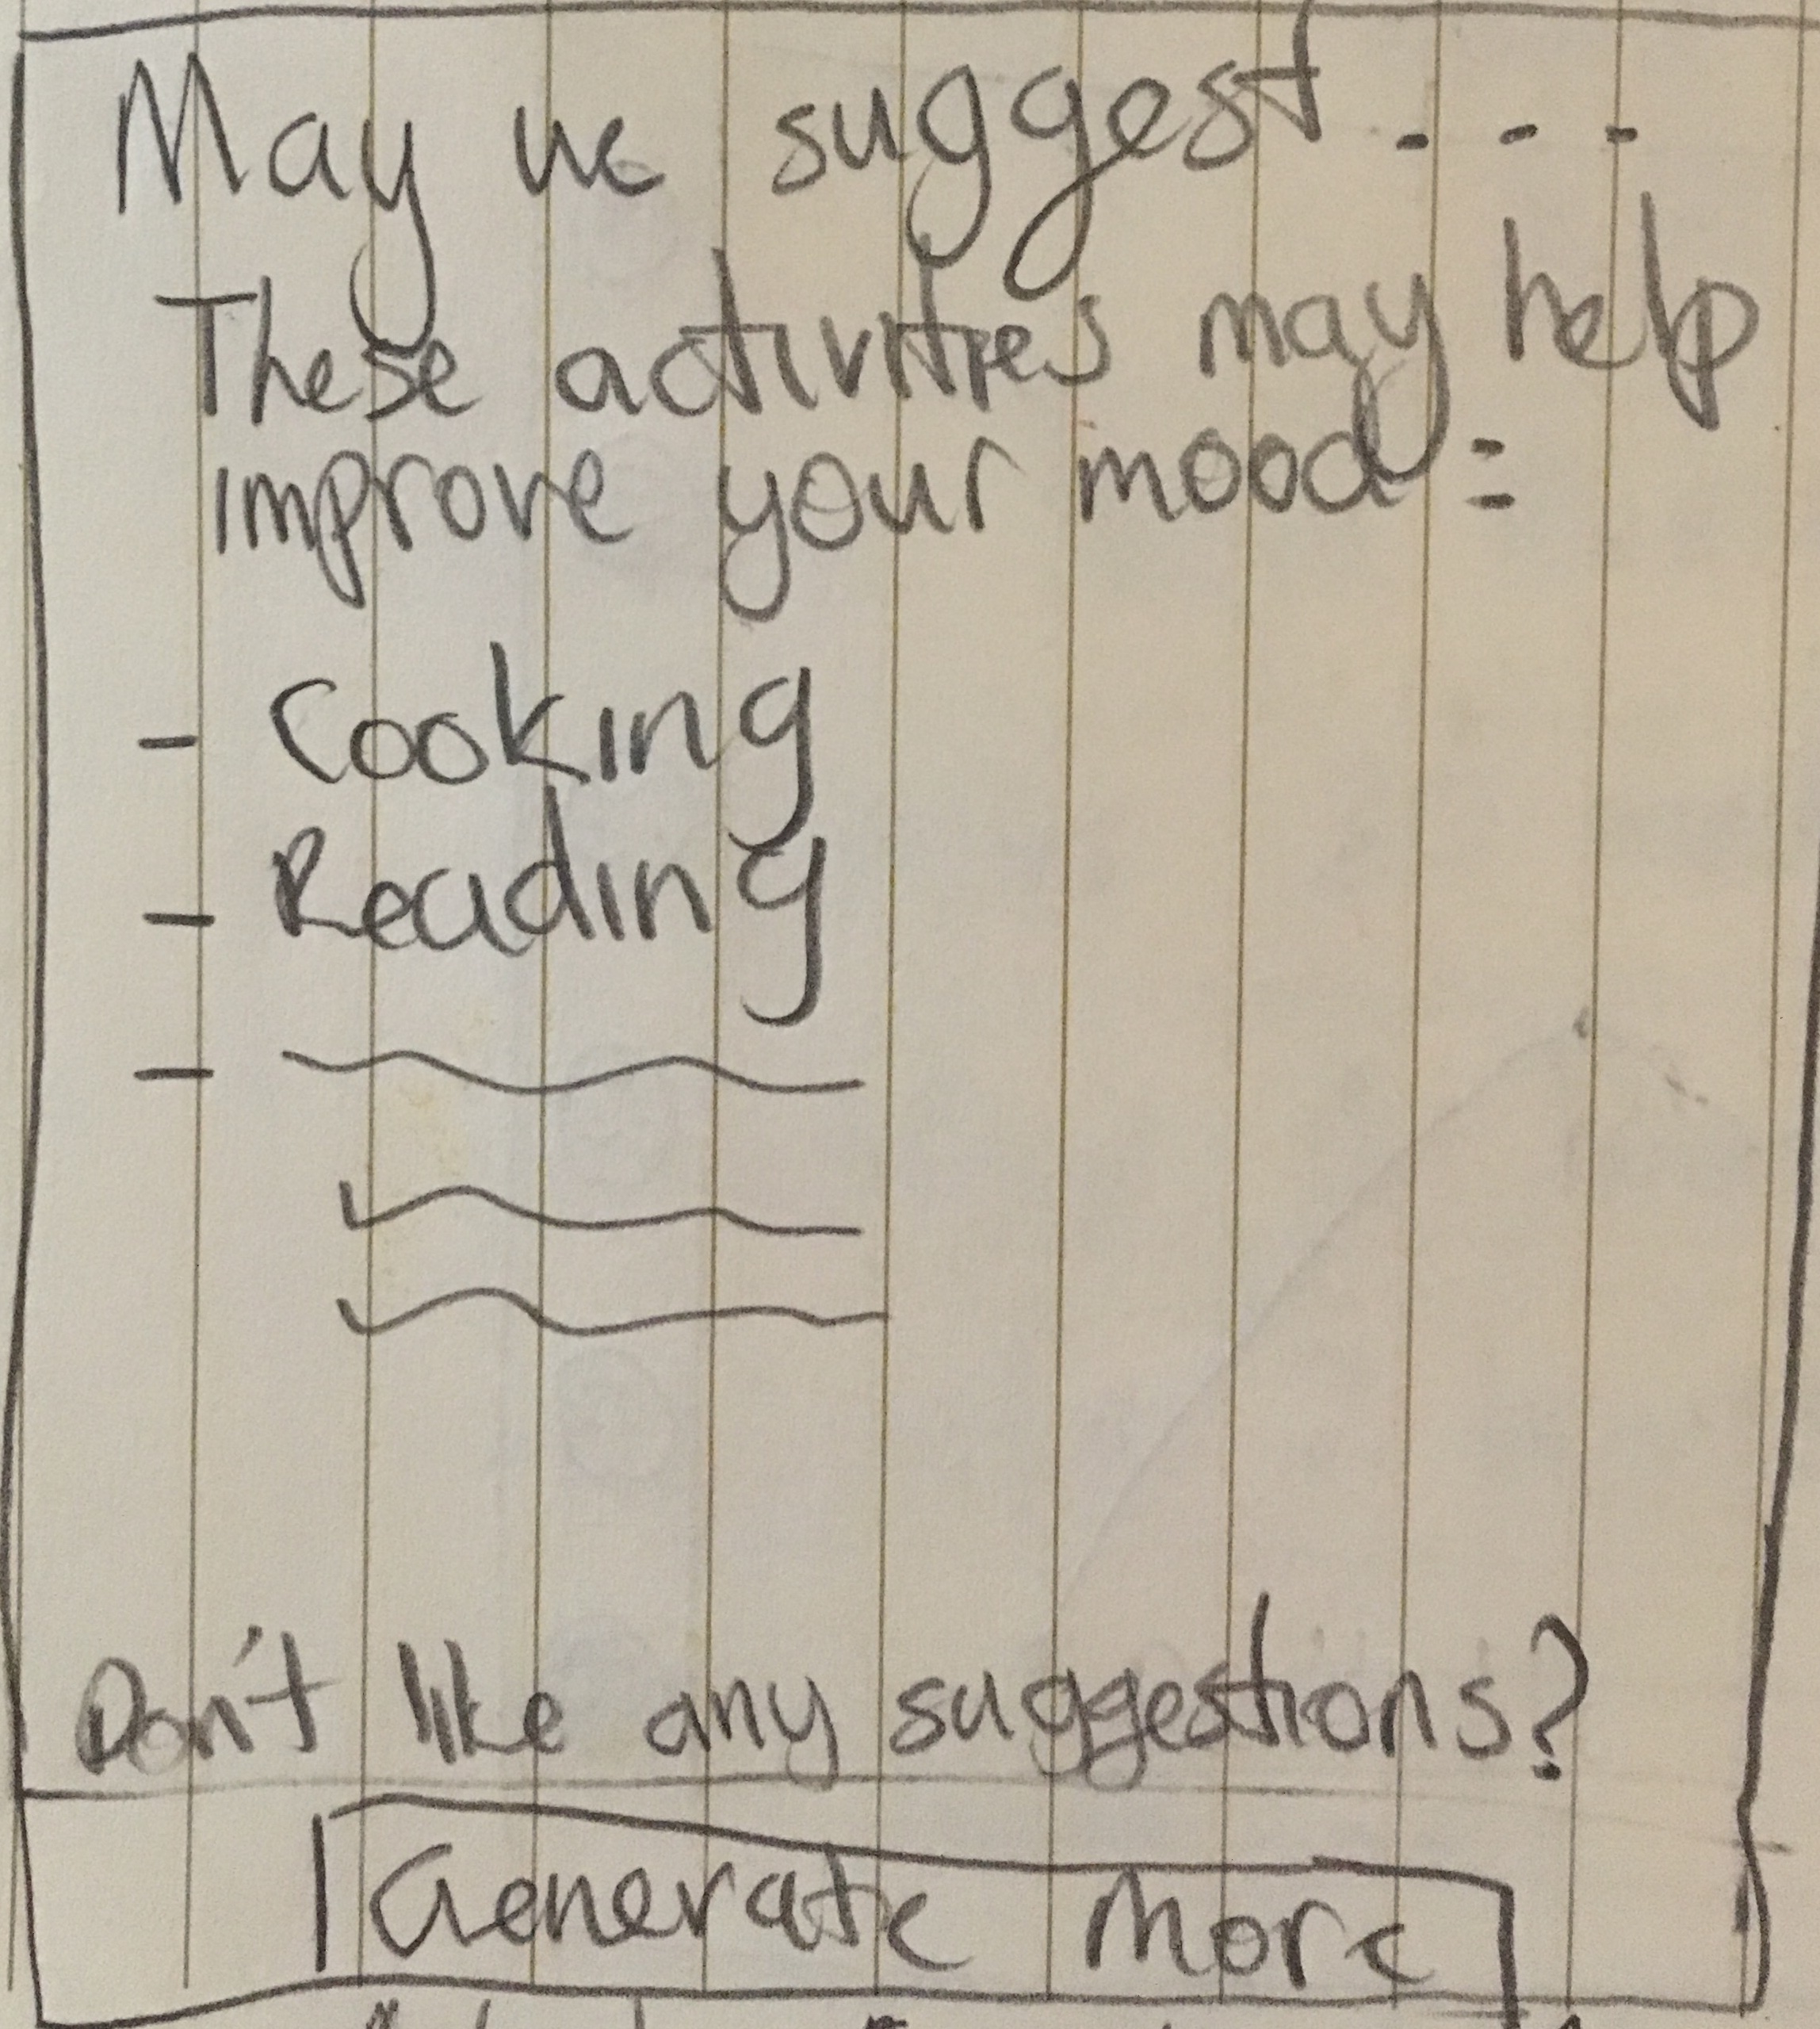 May we suggest...
These activities may help
improve your mood:
- Cooking
- Reading
-
Don't like any suggestions?
Generate More